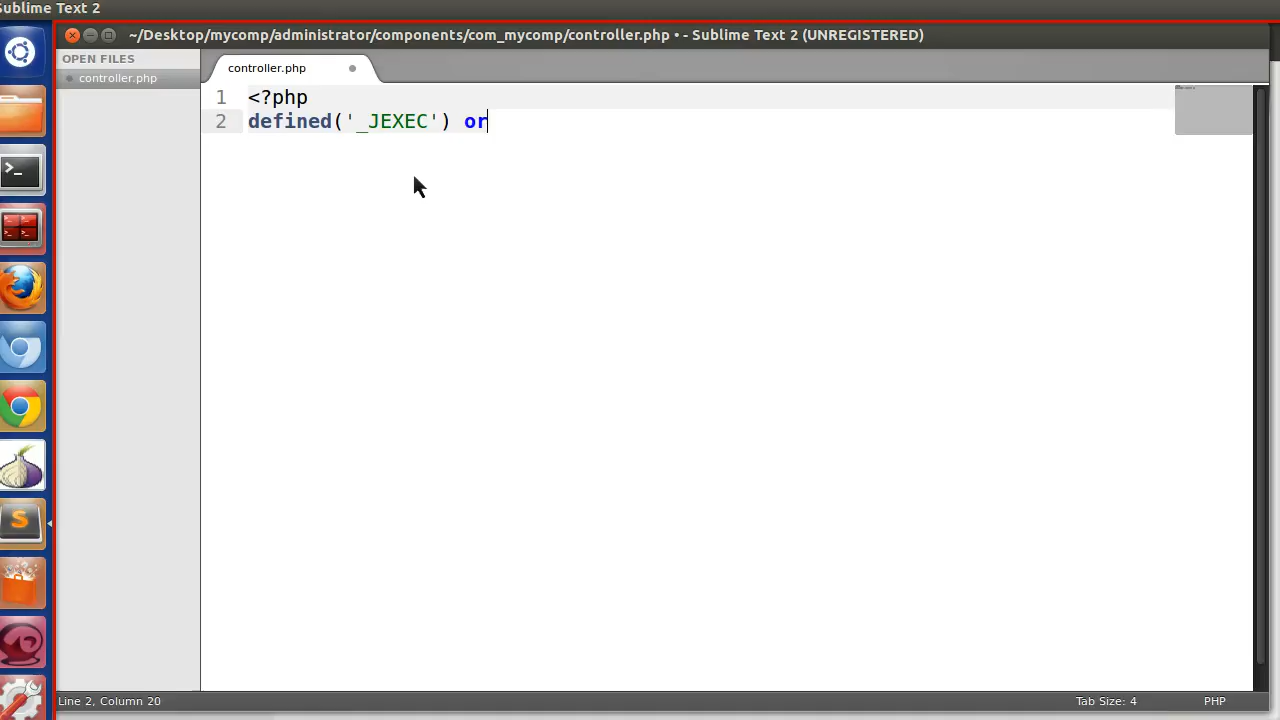 Sublime Text 2
~/Desktop/mycomp/administrator/components/com_mycomp/controller.php • - Sublime Text 2 (UNREGISTERED)
OPEN FILES
controller.php
controller.php
1 <?php
2 defined('_JEXEC') or
Line 2, Column 20
Tab Size: 4
PHP